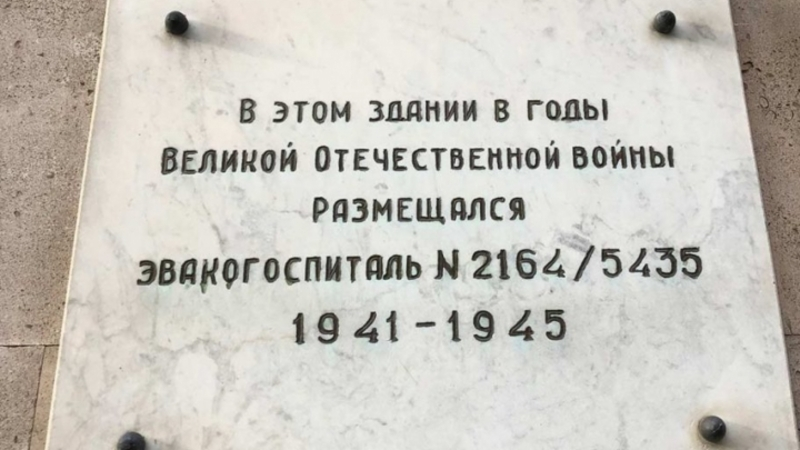 В ЭТОМ ЗДАНИИ В ГОДЫ
ВЕЛИКОЙ ОТЕЧЕСТВЕННОЙ ВОЙНЫ
РАЗМЕЩАЛСЯ
ЭВАКОГОСПИТАЛЬ N 2164/5435
1941-1945